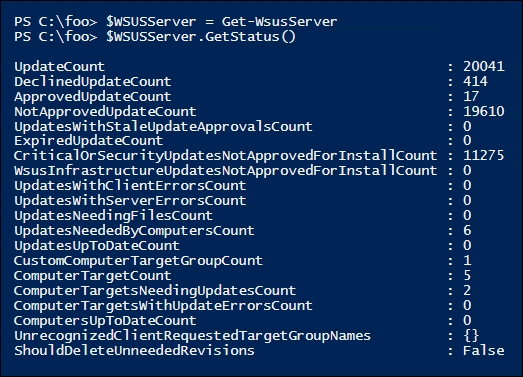 PS C:\foo> $WSUSServer = Get-WsusServer
PS C:\foo> $WSUSServer.GetStatus()
UpdateCount : 20041
DeclinedUpdateCount : 414
ApprovedUpdateCount : 17
NotApprovedUpdateCount : 19610
UpdatesWithStaleUpdateApprovalsCount : 0
ExpiredUpdateCount : 0
CriticalOrSecurityUpdatesNotApprovedForInstallCount : 11275
WsusInfrastructureUpdatesNotApprovedForInstallCount : 0
UpdatesWithClientErrorsCount : 0
UpdatesWithServerErrorsCount : 0
UpdatesNeedingFilesCount : 0
UpdatesNeededByComputersCount : 6
UpdatesUpToDateCount : 0
CustomComputerTargetGroupCount : 1
ComputerTargetCount : 5
ComputerTargetsNeedingUpdatesCount : 2
ComputerTargetsWithUpdateErrorsCount : 0
ComputersUpToDateCount : 0
UnrecognizedClientRequestedTargetGroupNames : {}
ShouldDeleteUnneededRevisions : False